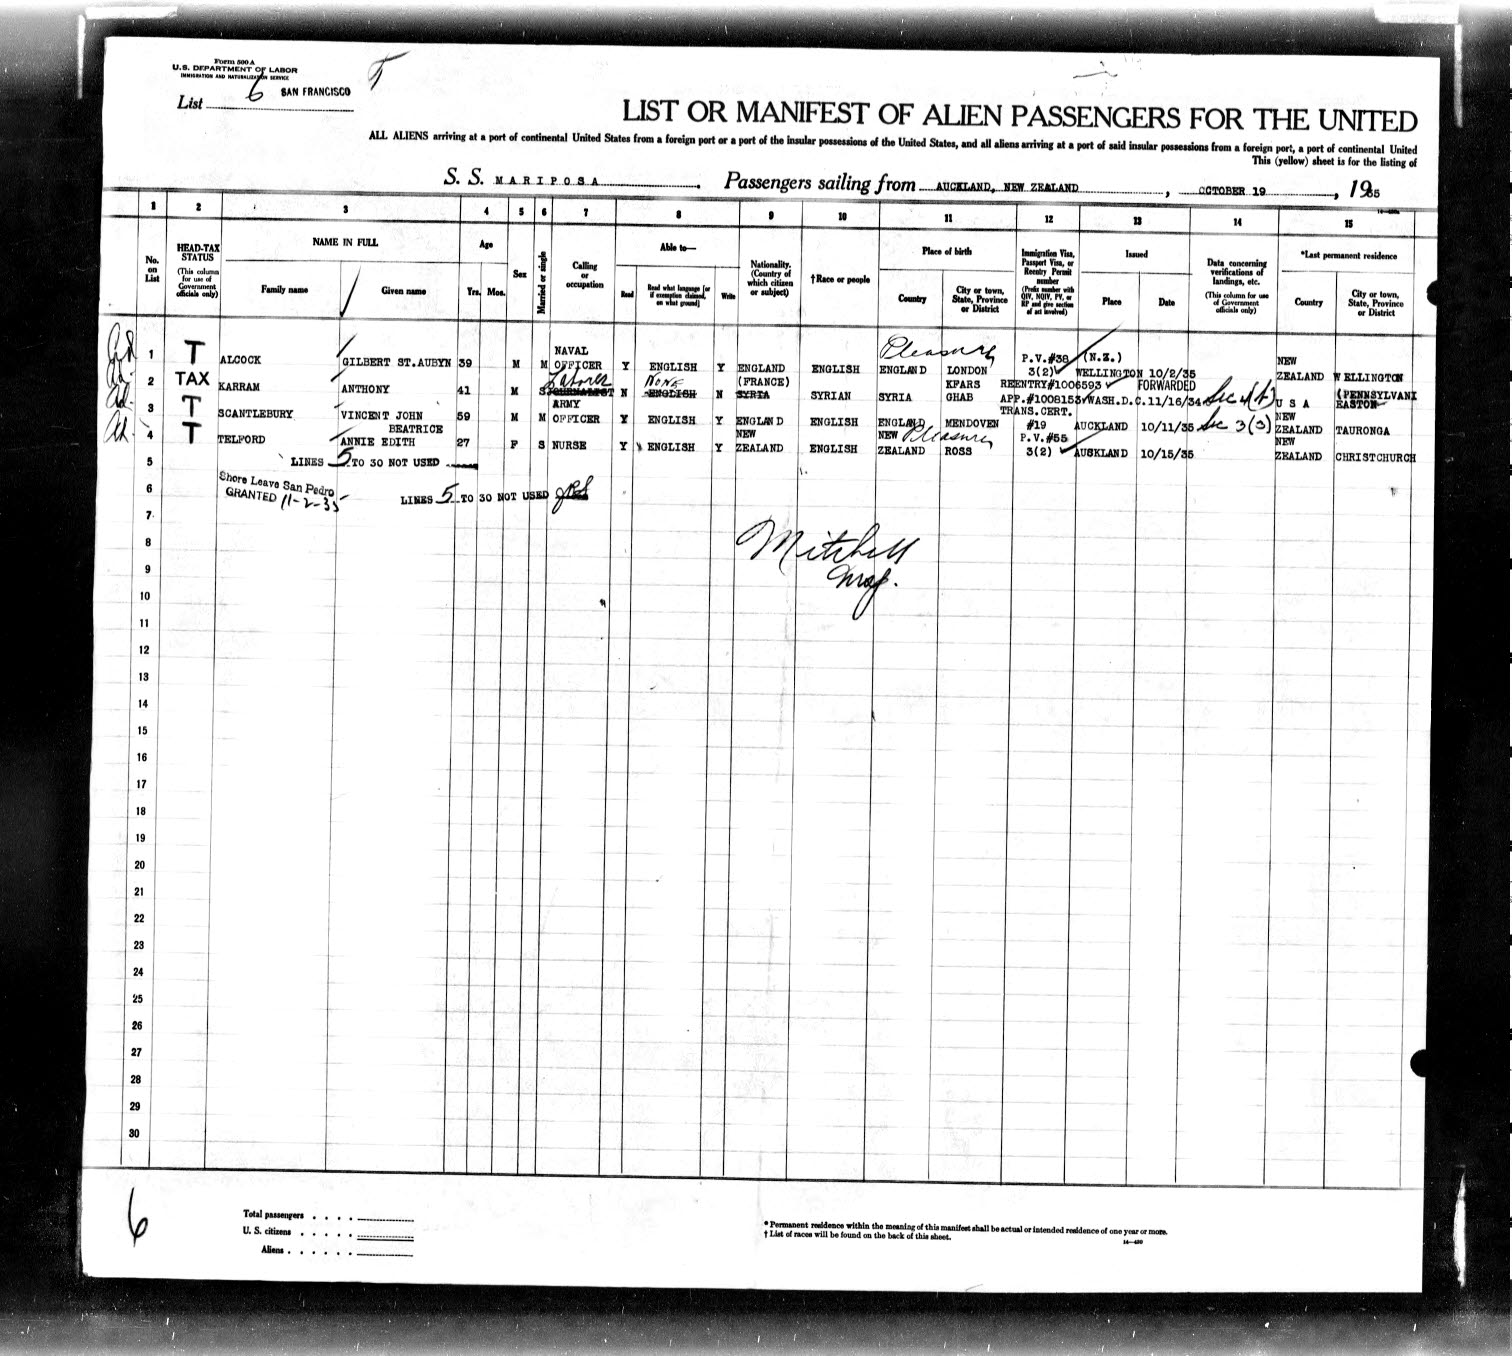 Form 500 A
U.S. DEPARTMENT OF LABOR
IMMIGRATION AND NATURALIZATION SERVICE
List 6 SAN FRANCISCO
LIST OR MANIFEST OF ALIEN PASSENGERS FOR THE UNITED
ALL ALIENS arriving at a port of continental United States from a foreign port or a port of the insular possessions of the United States, and all aliens arriving at a port of said insular possessions from a foreign port, a port of continental United
This (yellow) sheet is for the listing of
S. S. MARIPOSA Passengers sailing from AUCKLAND, NEW ZEALAND, OCTOBER 19, 1935
1 2 3 4 5 6 7 8 9 10 11 12 13 14 15
No. on List
HEAD-TAX STATUS
(This column for use of Government officials only)
NAME IN FULL
Family name
Given name
Age
Yrs. Mos.
Sex
Married or single
Calling or occupation
Able to—
Read
Read what language [or if exemption claimed, on what ground]
Write
Nationality. (Country of which citizen or subject)
†Race or people
Place of birth
Country
City or town, State, Province or District
Immigration Visa, Passport Visa, or Reentry Permit number
(Prefix number with QIV, NQIV, PV, or RP and give section of act involved)
Issued
Place
Date
Data concerning verifications of landings, etc.
(This column for use of Government officials only)
*Last permanent residence
Country
City or town, State, Province or District
1 T ALCOCK GILBERT ST.AUBYN 39 M M NAVAL OFFICER Y ENGLISH Y ENGLAND ENGLISH ENGLAND LONDON Pleasure P.V.#38 3(2) (N.Z.) WELLINGTON 10/2/35 NEW ZEALAND WELLINGTON
2 TAX KARRAM ANTHONY 41 M S JOURNALIST Laborer N ENGLISH None N (FRANCE) SYRIA SYRIAN SYRIA KFARS GHAB REENTRY#1006593 FORWARDED APP.#1008153 WASH.D.C. 11/16/34 Sec 4(b) U S A (PENNSYLVANI EASTON
3 T SCANTLEBURY VINCENT JOHN 59 M M ARMY OFFICER Y ENGLISH Y ENGLAND ENGLISH ENGLAND MENDOVEN TRANS.CERT. #19 AUCKLAND 10/11/35 Sec 3(3) NEW ZEALAND TAURONGA
4 T TELFORD BEATRICE ANNIE EDITH 27 F S NURSE Y ENGLISH Y NEW ZEALAND ENGLISH NEW ZEALAND ROSS Pleasure P.V.#55 3(2) AUSKLAND 10/15/35 NEW ZEALAND CHRISTCHURCH
5 LINES 5 TO 30 NOT USED
6 Shore Leave San Pedro
GRANTED 11-2-35
LINES 5 TO 30 NOT USED
7
8 Mitchell
9 Insp.
10
11
12
13
14
15
16
17
18
19
20
21
22
23
24
25
26
27
28
29
30
6
Total passengers
U. S. citizens
Aliens
* Permanent residence within the meaning of this manifest shall be actual or intended residence of one year or more.
† List of races will be found on the back of this sheet.